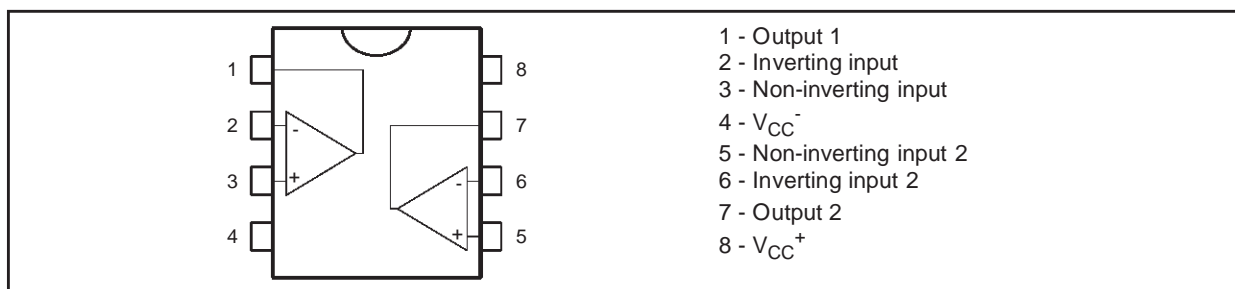 1
2
3
4
8
7
6
5
-
+
-
+
1 - Output 1
2 - Inverting input
3 - Non-inverting input
4 - VCC-
5 - Non-inverting input 2
6 - Inverting input 2
7 - Output 2
8 - VCC+